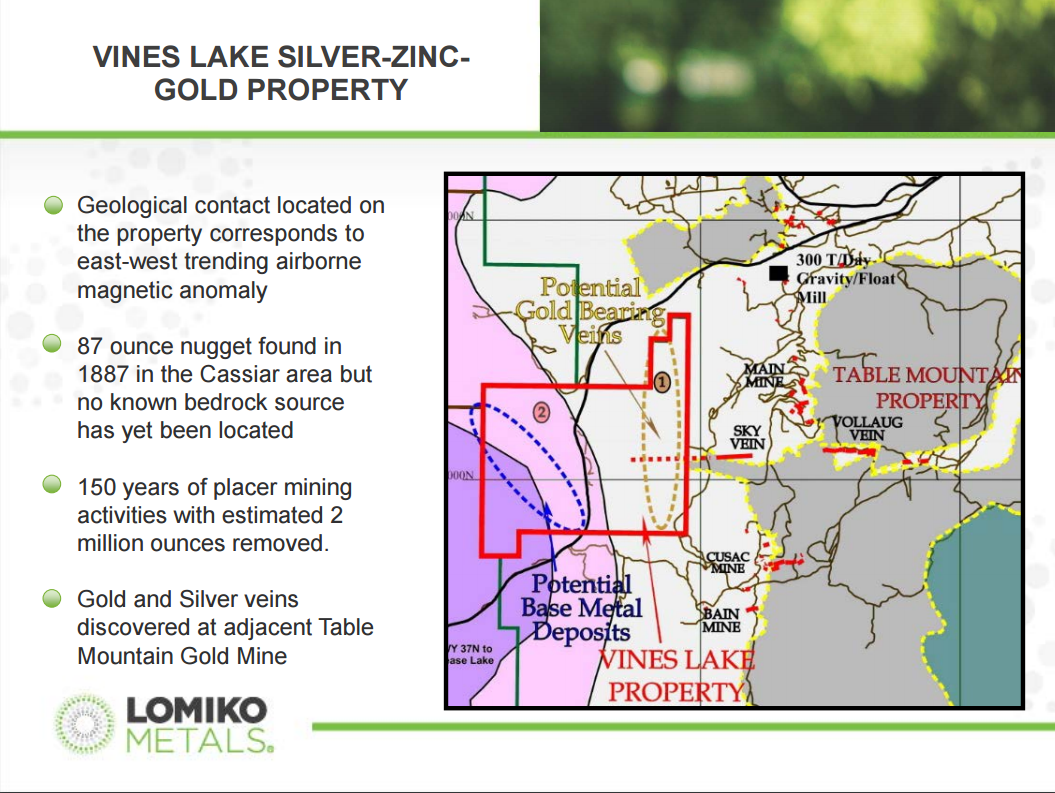 VINES LAKE SILVER-ZINC-
GOLD PROPERTY
Geological contact located on
the property corresponds to
east-west trending airborne
magnetic anomaly
87 ounce nugget found in
1887 in the Cassiar area but
no known bedrock source
has yet been located
150 years of placer mining
activities with estimated 2
million ounces removed.
Gold and Silver veins
discovered at adjacent Table
Mountain Gold Mine
LOMIKO
METALS
000N
300 T/Day
Gravity/Float
Mill
Potential
Gold Bearing
Veins
1
2
MAIN
MINE
TABLE MOUNTAIN
PROPERTY
SKY
VEIN
VOLLAUG
VEIN
000N
CUSAC
MINE
BAIN
MINE
Potential
Base Metal
Deposits
Y 37N to
ease Lake
VINES LAKE
PROPERTY